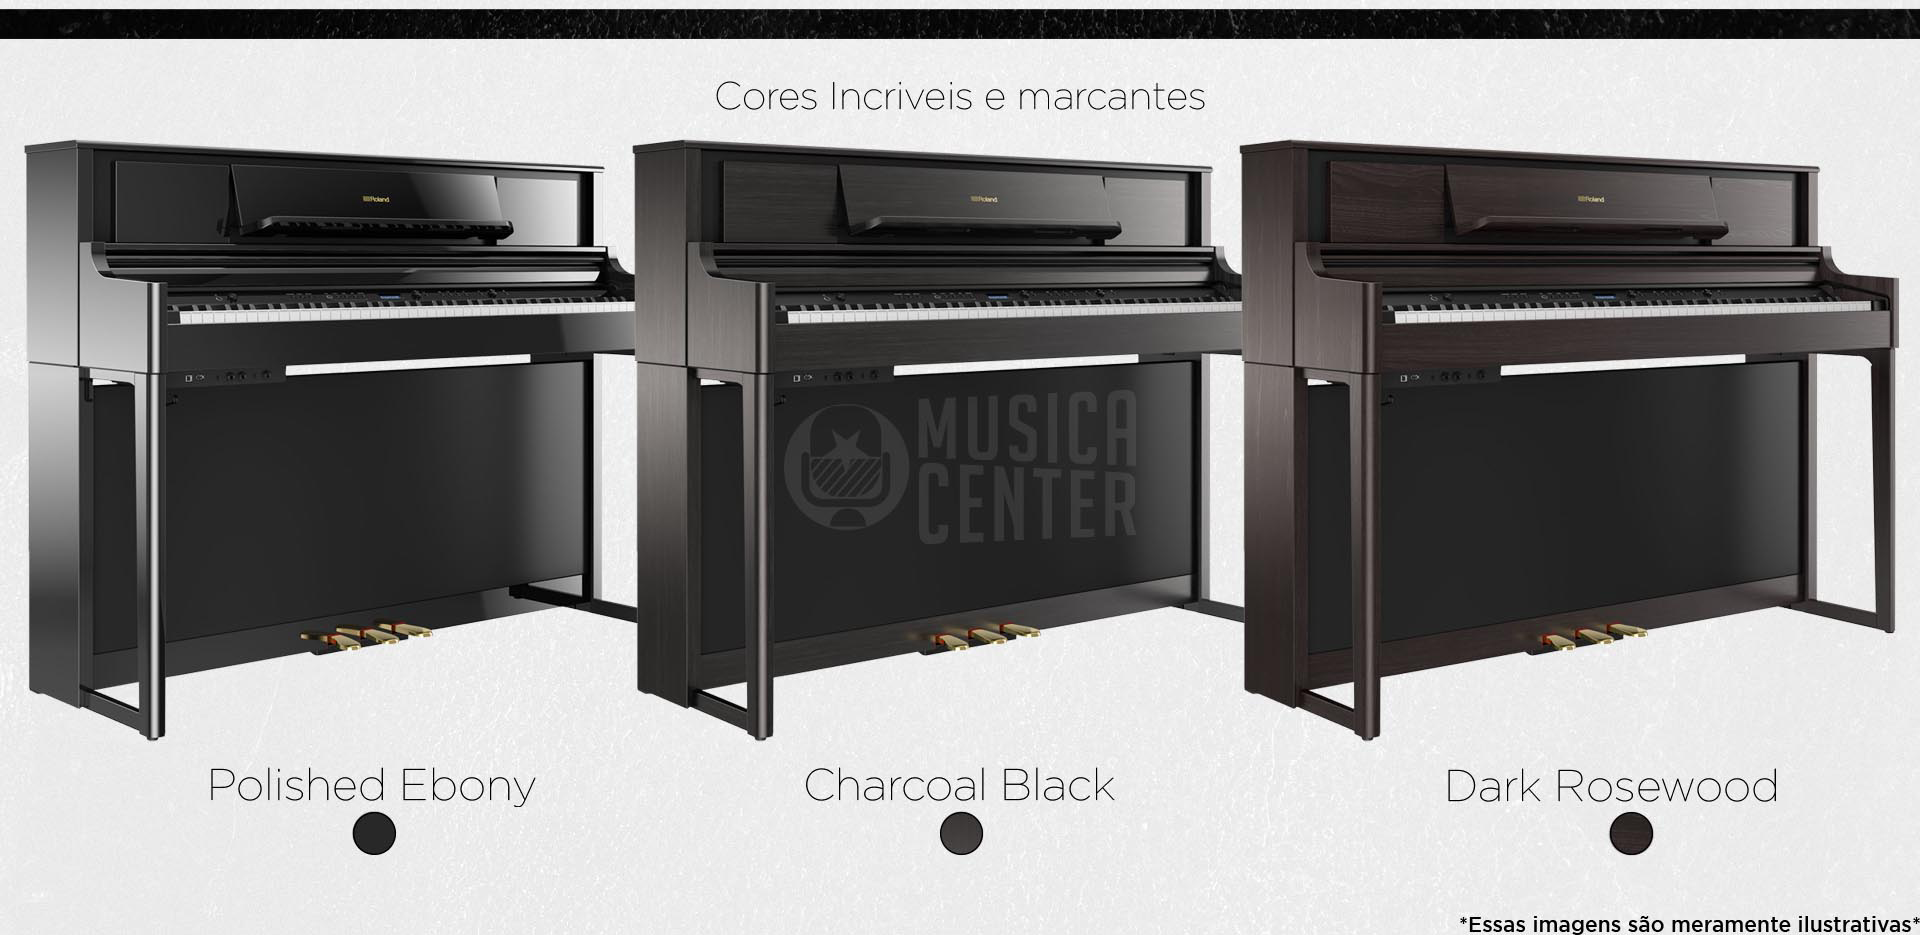 Cores Incriveis e marcantes
Roland
Roland
Roland
MUSICA
CENTER
Polished Ebony
Charcoal Black
Dark Rosewood
*Essas imagens são meramente ilustrativas*